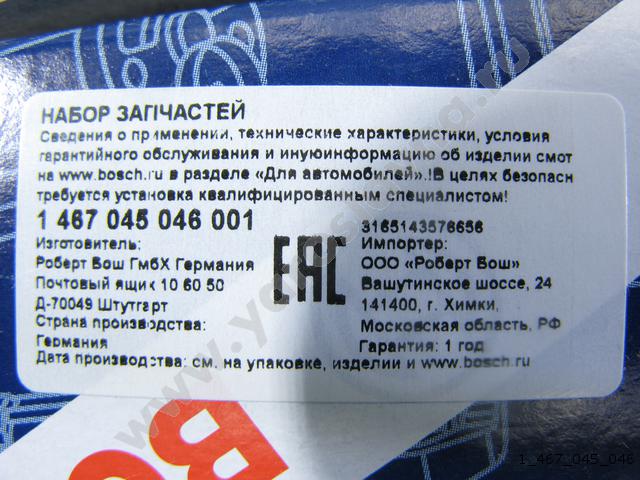 НАБОР ЗАПЧАСТЕЙ
Сведения о применении, технические характеристики, условия
гарантийного обслуживания и инуюинформацию об изделии смот
на www.bosch.ru в разделе «Для автомобилей».!В целях безопасн
требуется установка квалифицированным специалистом!
1 467 045 046 001
3165143576656
Изготовитель:
Роберт Бош ГмбХ Германия
Почтовый ящик 10 60 50
Д-70049 Штутгарт
Страна производства:
Германия
EAC
Импортер:
ООО «Роберт Бош»
Вашутинское шоссе, 24
141400, г. Химки,
Московская область, РФ
Гарантия: 1 год
Дата производства: см. на упаковке, изделии и www.bosch.ru
1_467_045_046